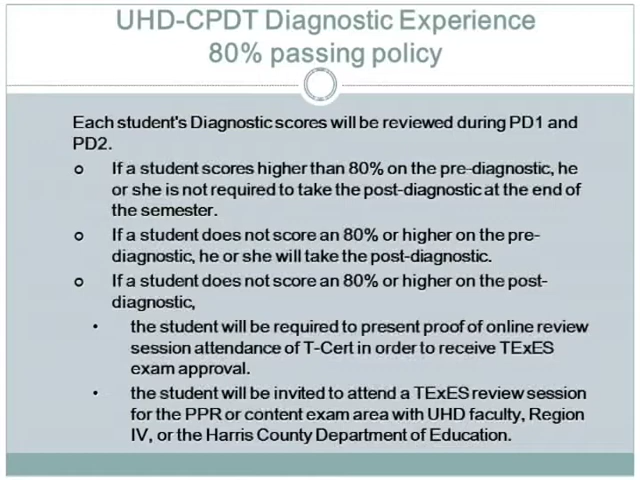 UHD-CPDT Diagnostic Experience
80% passing policy
Each student's Diagnostic scores will be reviewed during PD1 and
PD2.
o If a student scores higher than 80% on the pre-diagnostic, he
or she is not required to take the post-diagnostic at the end of
the semester.
o If a student does not score an 80% or higher on the pre-
diagnostic, he or she will take the post-diagnostic.
o If a student does not score an 80% or higher on the post-
diagnostic,
• the student will be required to present proof of online review
session attendance of T-Cert in order to receive TExES
exam approval.
• the student will be invited to attend a TExES review session
for the PPR or content exam area with UHD faculty, Region
IV, or the Harris County Department of Education.